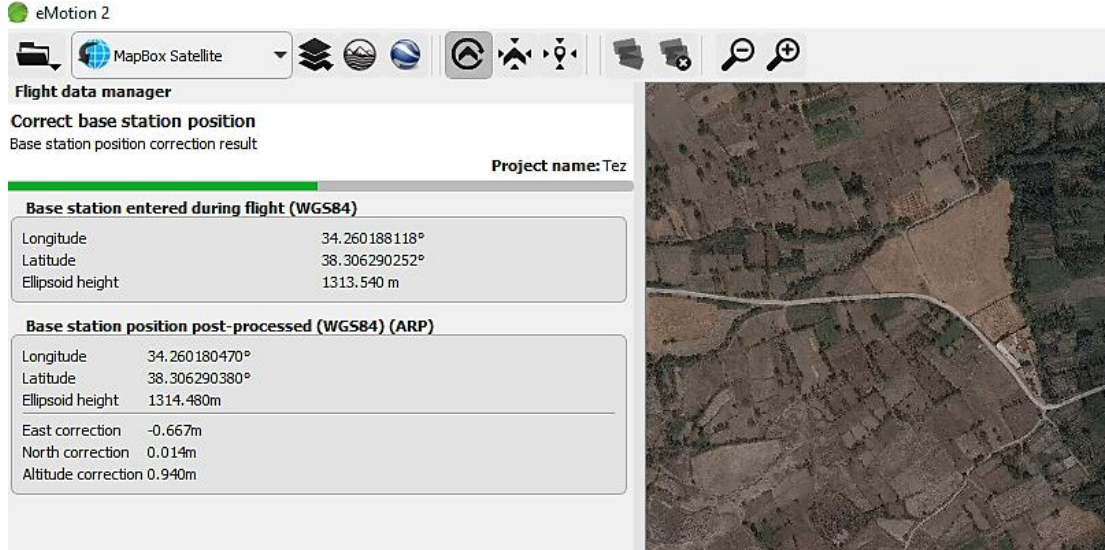 eMotion 2
MapBox Satellite
Flight data manager
Correct base station position
Base station position correction result
Project name: Tez
Base station entered during flight (WGS84)
Longitude 34.260188118°
Latitude 38.306290252°
Ellipsoid height 1313.540 m
Base station position post-processed (WGS84) (ARP)
Longitude 34.260180470°
Latitude 38.306290380°
Ellipsoid height 1314.480m
East correction -0.667m
North correction 0.014m
Altitude correction 0.940m